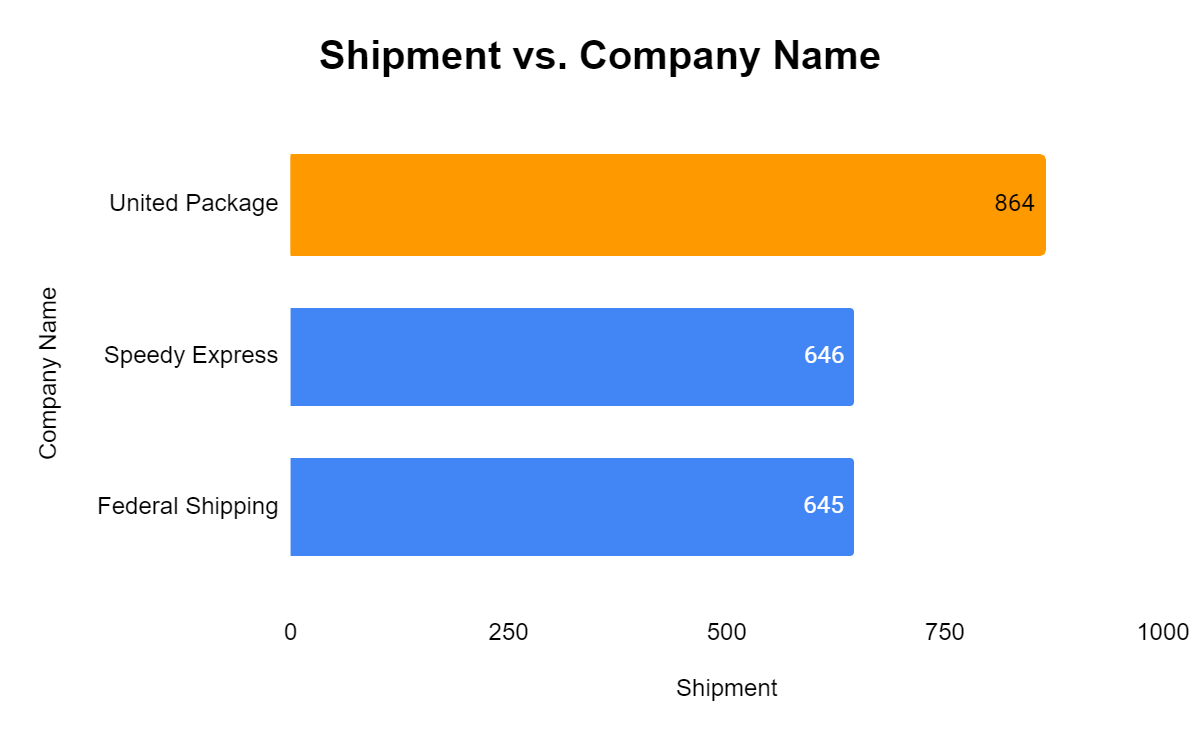 Shipment vs. Company Name
Company Name
United Package
864
Speedy Express
646
Federal Shipping
645
0 250 500 750 1000
Shipment